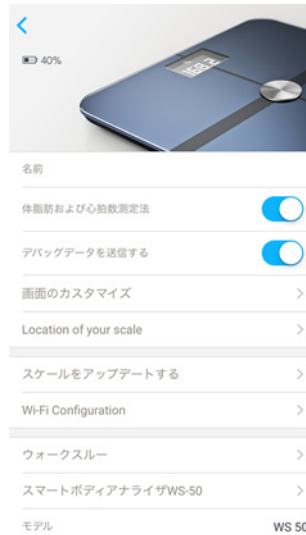 40%
168.2
名前
体脂肪および心拍数測定法
デバッグデータを送信する
画面のカスタマイズ
Location of your scale
スケールをアップデートする
Wi-Fi Configuration
ウォークスルー
スマートボディアナライザWS-50
モデル WS 50